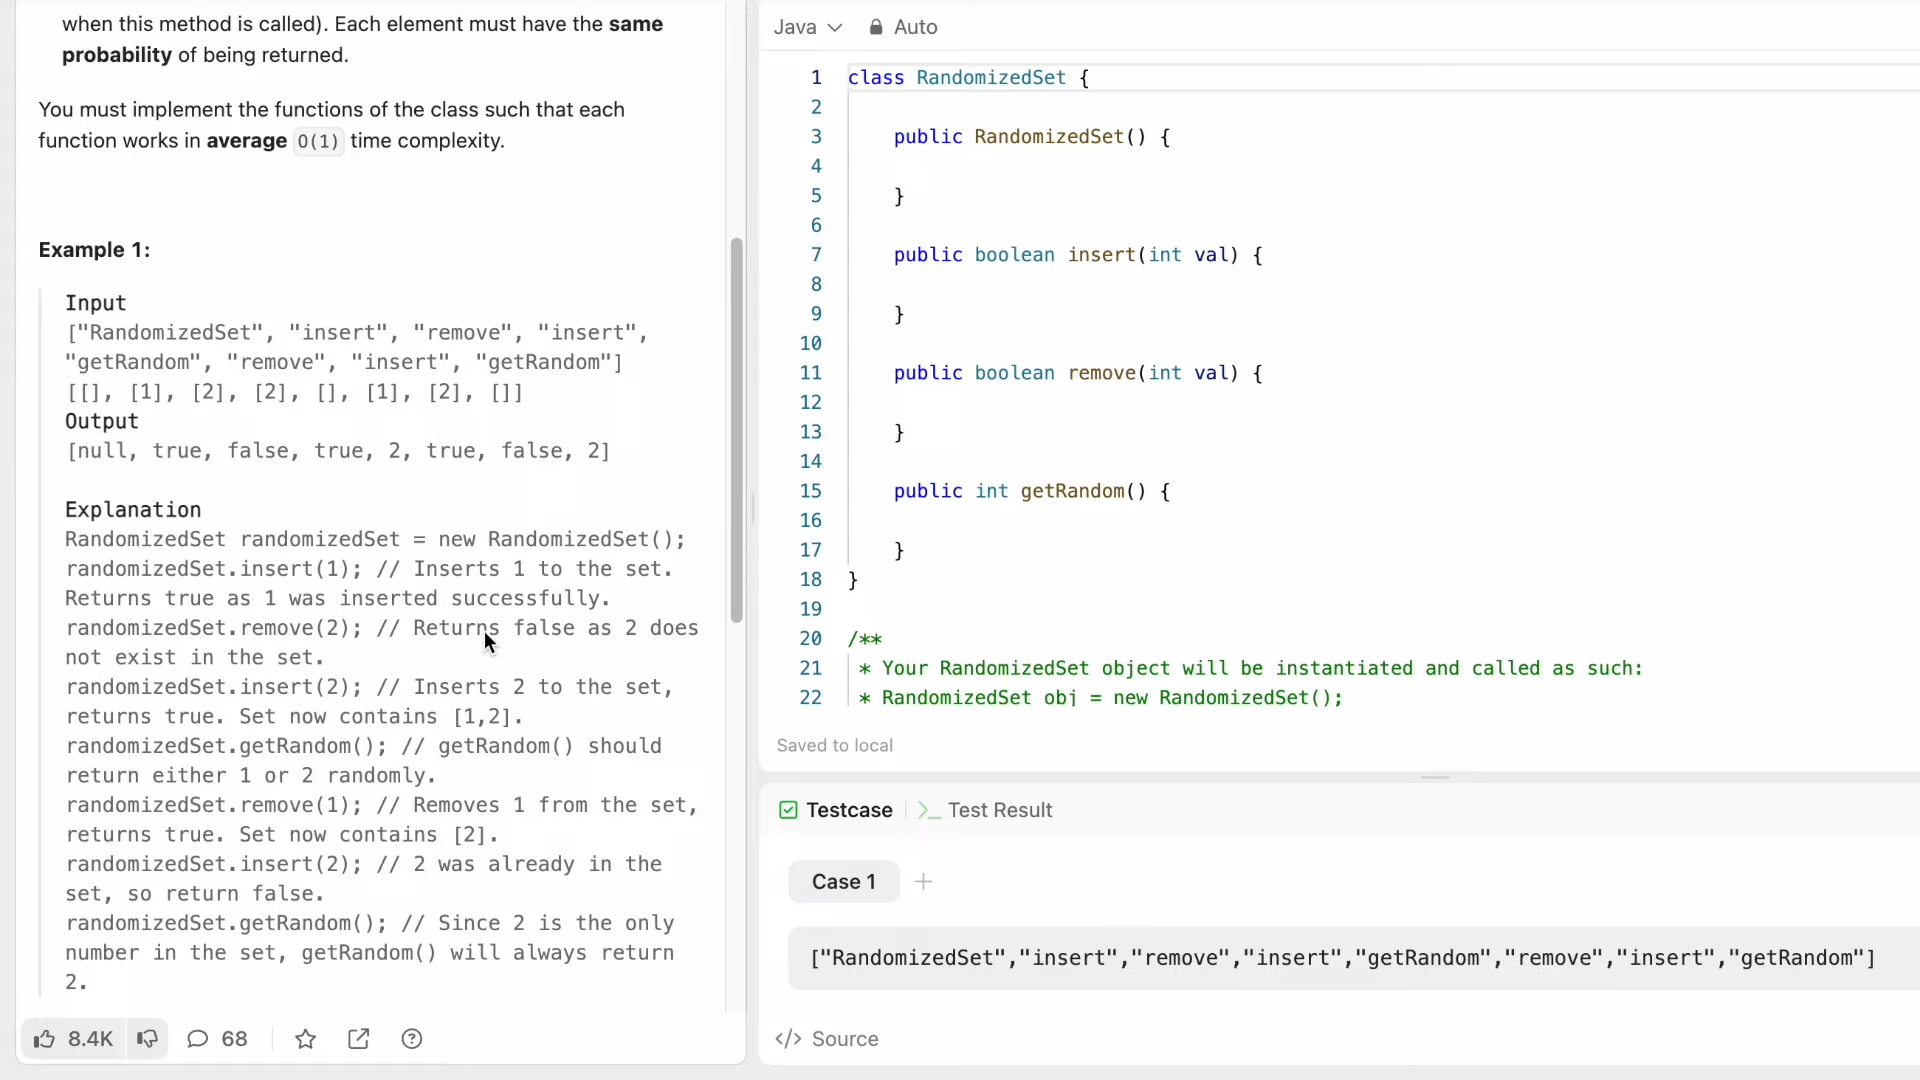 when this method is called). Each element must have the same
probability of being returned.
You must implement the functions of the class such that each
function works in average O(1) time complexity.
Example 1:
Input
["RandomizedSet", "insert", "remove", "insert",
"getRandom", "remove", "insert", "getRandom"]
[[], [1], [2], [2], [], [1], [2], []]
Output
[null, true, false, true, 2, true, false, 2]
Explanation
RandomizedSet randomizedSet = new RandomizedSet();
randomizedSet.insert(1); // Inserts 1 to the set.
Returns true as 1 was inserted successfully.
randomizedSet.remove(2); // Returns false as 2 does
not exist in the set.
randomizedSet.insert(2); // Inserts 2 to the set,
returns true. Set now contains [1,2].
randomizedSet.getRandom(); // getRandom() should
return either 1 or 2 randomly.
randomizedSet.remove(1); // Removes 1 from the set,
returns true. Set now contains [2].
randomizedSet.insert(2); // 2 was already in the
set, so return false.
randomizedSet.getRandom(); // Since 2 is the only
number in the set, getRandom() will always return
2.
8.4K 68
Java Auto
1 class RandomizedSet {
2
3 public RandomizedSet() {
4
5 }
6
7 public boolean insert(int val) {
8
9 }
10
11 public boolean remove(int val) {
12
13 }
14
15 public int getRandom() {
16
17 }
18 }
19
20 /**
21 * Your RandomizedSet object will be instantiated and called as such:
22 * RandomizedSet obj = new RandomizedSet();
Saved to local
Testcase >_ Test Result
Case 1 +
["RandomizedSet","insert","remove","insert","getRandom","remove","insert","getRandom"]
</> Source